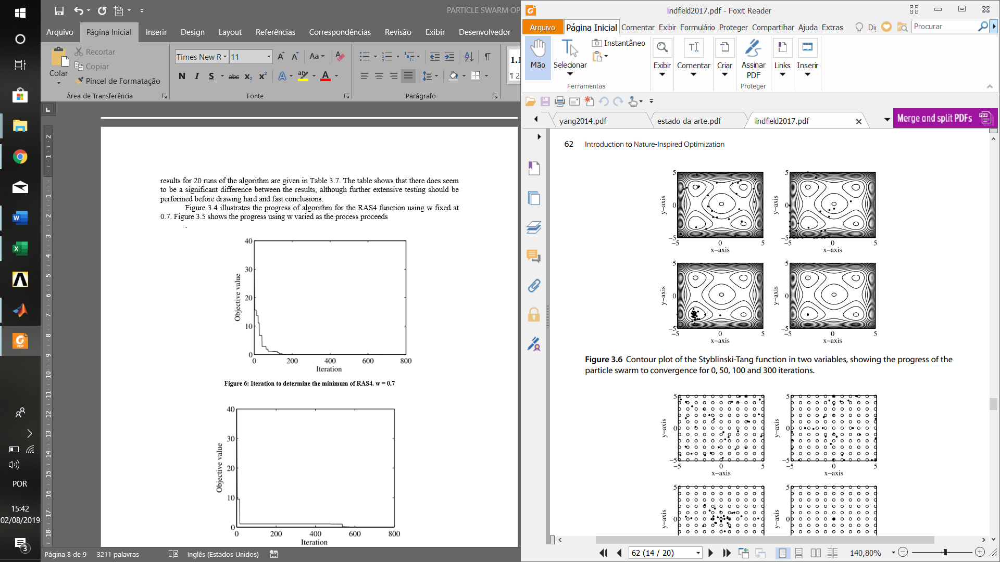 PARTICLE SWARM OP
Arquivo Página Inicial Inserir Design Layout Referências Correspondências Revisão Exibir Desenvolvedor
Colar
Recortar
Copiar
Pincel de Formatação
Área de Transferência
Times New R 11
N I S abc x₂ x²
Aa
A
Fonte
Parágrafo
1.1
¶ 2
results for 20 runs of the algorithm are given in Table 3.7. The table shows that there does seem
to be a significant difference between the results, although further extensive testing should be
performed before drawing hard and fast conclusions.
Figure 3.4 illustrates the progress of algorithm for the RAS4 function using w fixed at
0.7. Figure 3.5 shows the progress using w varied as the process proceeds
.
40
30
20
10
0
Objective value
0 200 400 600 800
Iteration
Figure 6: Iteration to determine the minimum of RAS4. w = 0.7
40
30
20
10
0
Objective value
0 200 400 600 800
Iteration
Página 8 de 9 3211 palavras Inglês (Estados Unidos)
POR
15:42
02/08/2019
3
lindfield2017.pdf - Foxit Reader
Arquivo Página Inicial Comentar Exibir Formulário Proteger Compartilhar Ajuda Extras
Procurar
Mão
Selecionar
Instantâneo
Ferramentas
Exibir
Comentar
Criar
Assinar
PDF
Proteger
Links
Inserir
yang2014.pdf estado da arte.pdf lindfield2017.pdf
Merge and split PDFs
62 Introduction to Nature-Inspired Optimization
5
0
−5
y−axis
−5 0 5
x−axis
5
0
−5
y−axis
−5 0 5
x−axis
5
0
−5
y−axis
−5 0 5
x−axis
5
0
−5
y−axis
−5 0 5
x−axis
Figure 3.6 Contour plot of the Styblinski-Tang function in two variables, showing the progress of the
particle swarm to convergence for 0, 50, 100 and 300 iterations.
5
0
−5
y−axis
−5 0 5
x−axis
5
0
−5
y−axis
−5 0 5
x−axis
5
0
y−axis
5
0
y−axis
62 (14 / 20)
140,80%